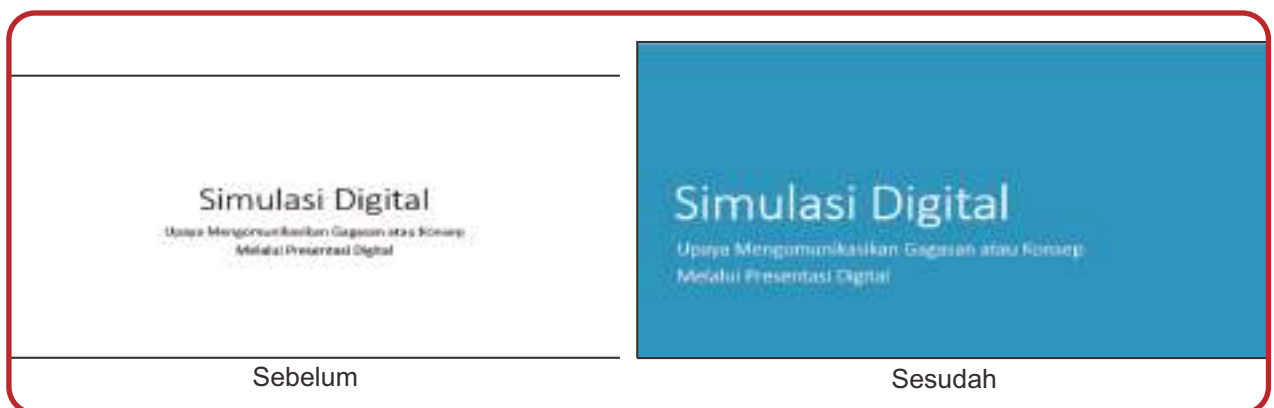 Simulasi Digital
Upaya Mengomunikasikan Gagasan atau Konsep
Melalui Presentasi Digital
Sebelum
Simulasi Digital
Upaya Mengomunikasikan Gagasan atau Konsep
Melalui Presentasi Digital
Sesudah